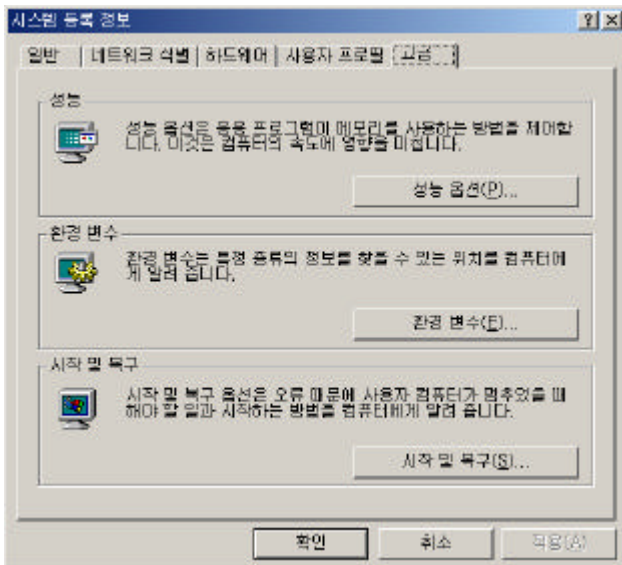 시스템 등록 정보
일반 네트워크 식별 하드웨어 사용자 프로필 고급
성능
성능 옵션은 응용 프로그램이 메모리를 사용하는 방법을 제어합
니다. 이것은 컴퓨터의 속도에 영향을 미칩니다.
성능 옵션(P)...
환경 변수
환경 변수는 특정 종류의 정보를 찾을 수 있는 위치를 컴퓨터에
게 알려 줍니다.
환경 변수(E)...
시작 및 복구
시작 및 복구 옵션은 오류 때문에 사용자 컴퓨터가 멈추었을 때
해야 할 일과 시작하는 방법을 컴퓨터에게 알려 줍니다.
시작 및 복구(S)...
확인 취소 적용(A)